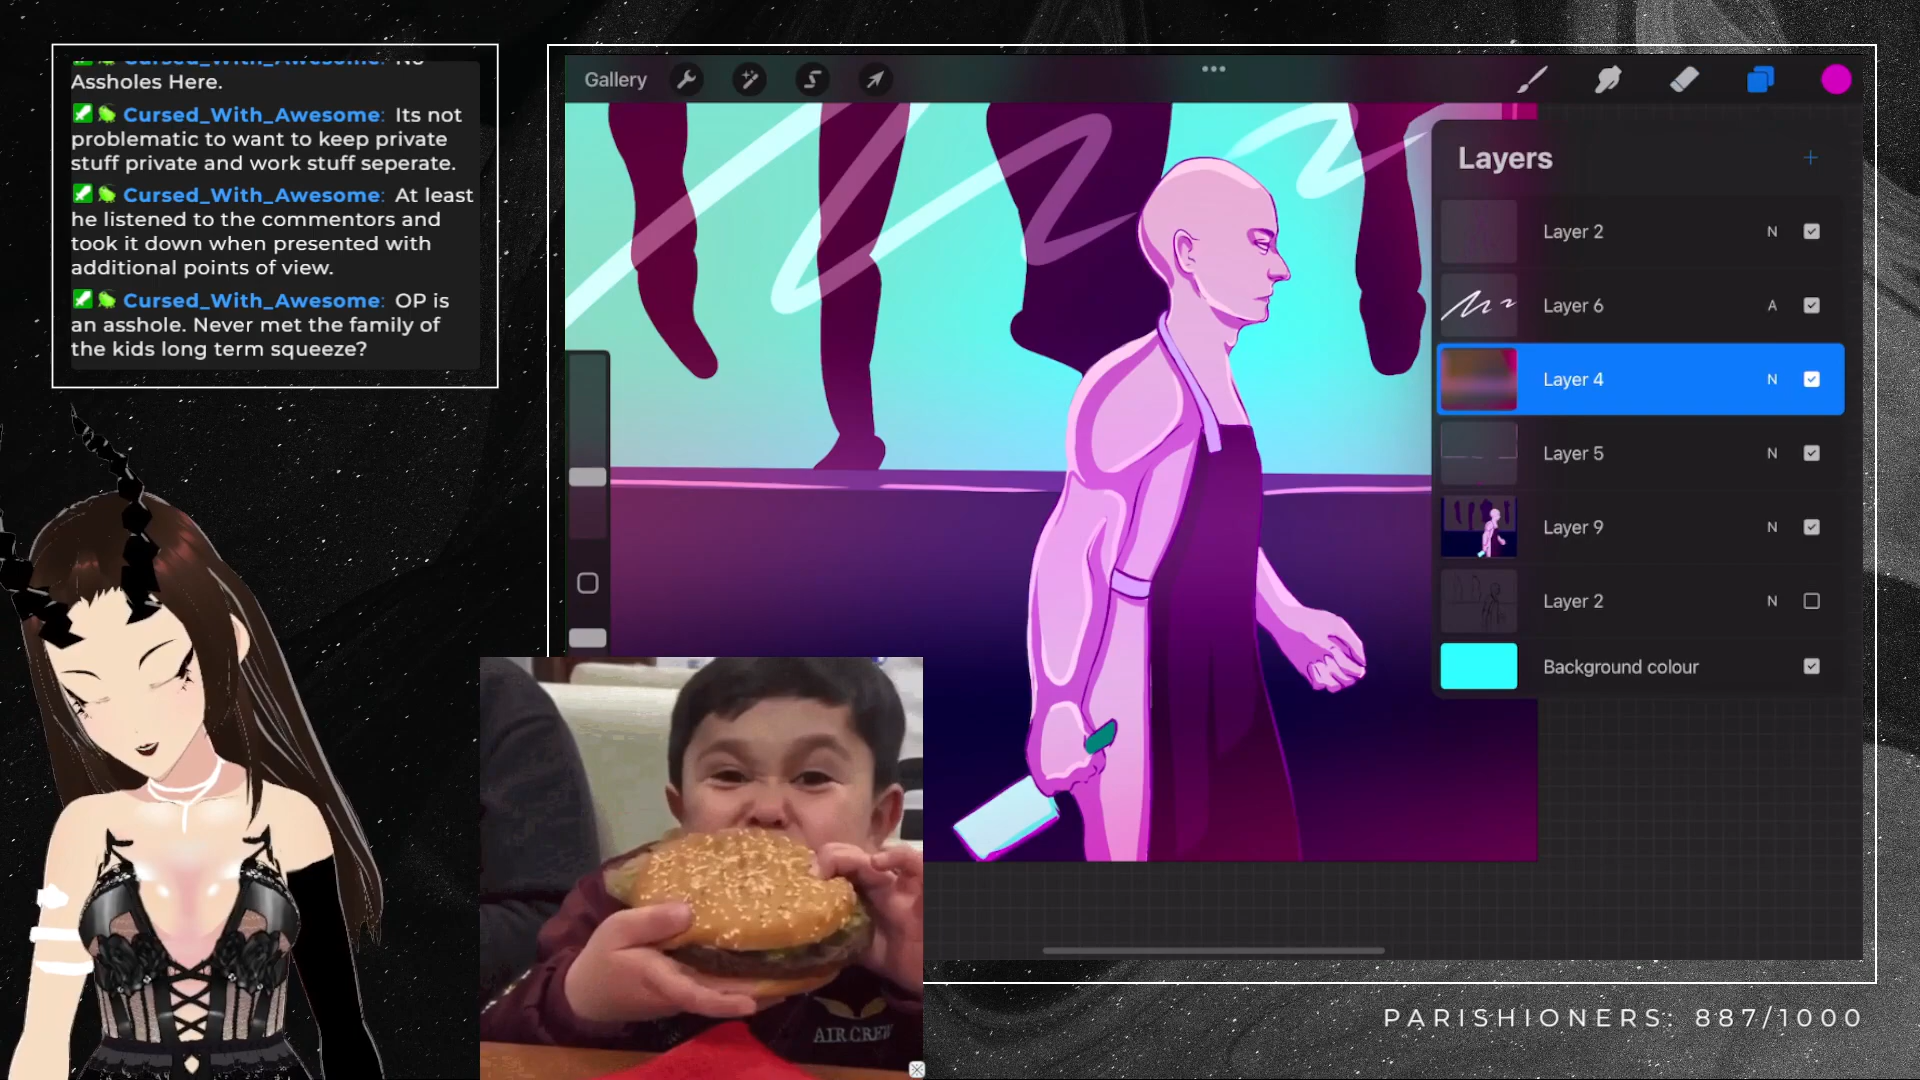 Cursed_With_Awesome: No
Assholes Here.
Cursed_With_Awesome: Its not
problematic to want to keep private
stuff private and work stuff seperate.
Cursed_With_Awesome: At least
he listened to the commentors and
took it down when presented with
additional points of view.
Cursed_With_Awesome: OP is
an asshole. Never met the family of
the kids long term squeeze?
Gallery
Layers
Layer 2 N
Layer 6 A
Layer 4 N
Layer 5 N
Layer 9 N
Layer 2 N
Background colour
AIR CREW
PARISHIONERS: 887/1000